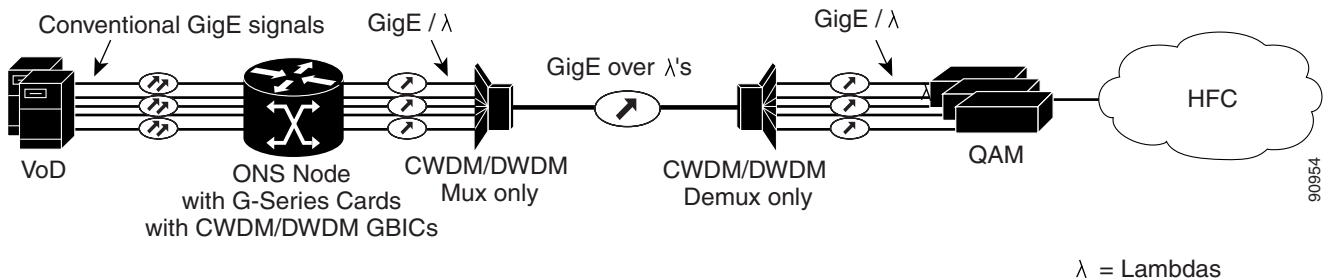 Conventional GigE signals
GigE / λ
GigE over λ's
GigE / λ
λ
HFC
VoD
ONS Node
with G-Series Cards
with CWDM/DWDM GBICs
CWDM/DWDM
Mux only
CWDM/DWDM
Demux only
QAM
90954
λ = Lambdas